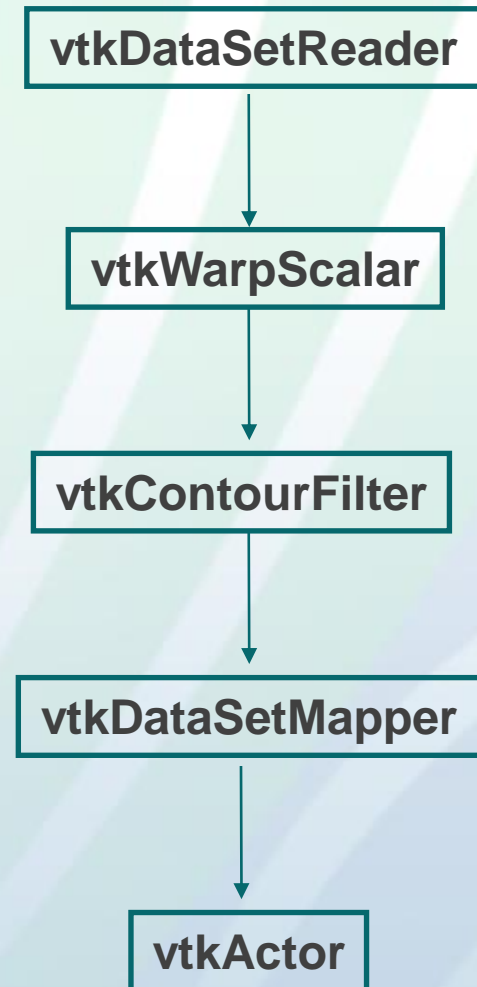 vtkDataSetReader
vtkWarpScalar
vtkContourFilter
vtkDataSetMapper
vtkActor